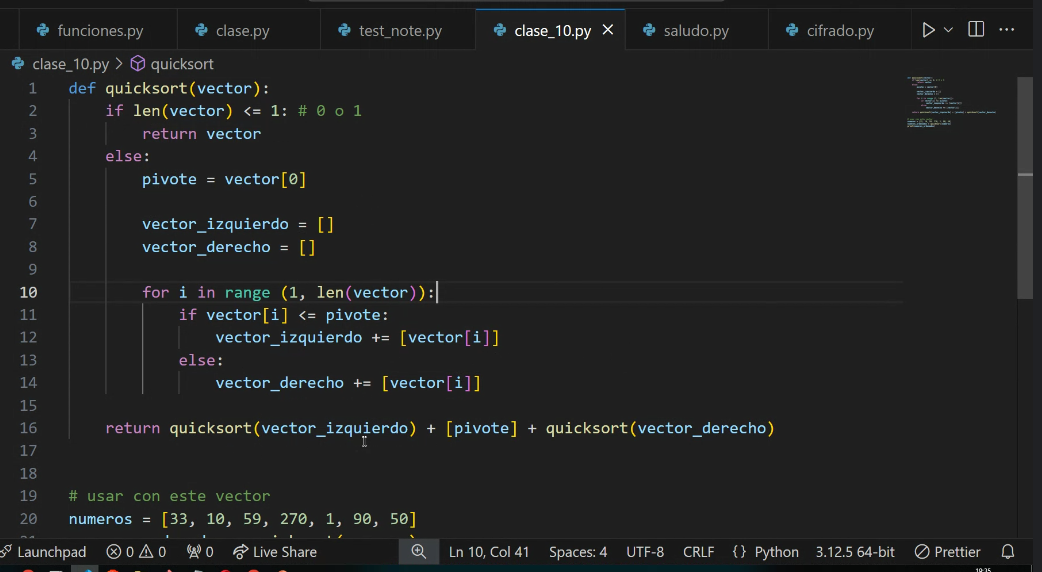 funciones.py clase.py test_note.py clase_10.py saludo.py cifrado.py
clase_10.py > quicksort
1 def quicksort(vector):
2 if len(vector) <= 1: # 0 o 1
3 return vector
4 else:
5 pivote = vector[0]
6
7 vector_izquierdo = []
8 vector_derecho = []
9
10 for i in range (1, len(vector)):
11 if vector[i] <= pivote:
12 vector_izquierdo += [vector[i]]
13 else:
14 vector_derecho += [vector[i]]
15
16 return quicksort(vector_izquierdo) + [pivote] + quicksort(vector_derecho)
17
18
19 # usar con este vector
20 numeros = [33, 10, 59, 270, 1, 90, 50]
Launchpad 0 0 0 Live Share Ln 10, Col 41 Spaces: 4 UTF-8 CRLF {} Python 3.12.5 64-bit Prettier